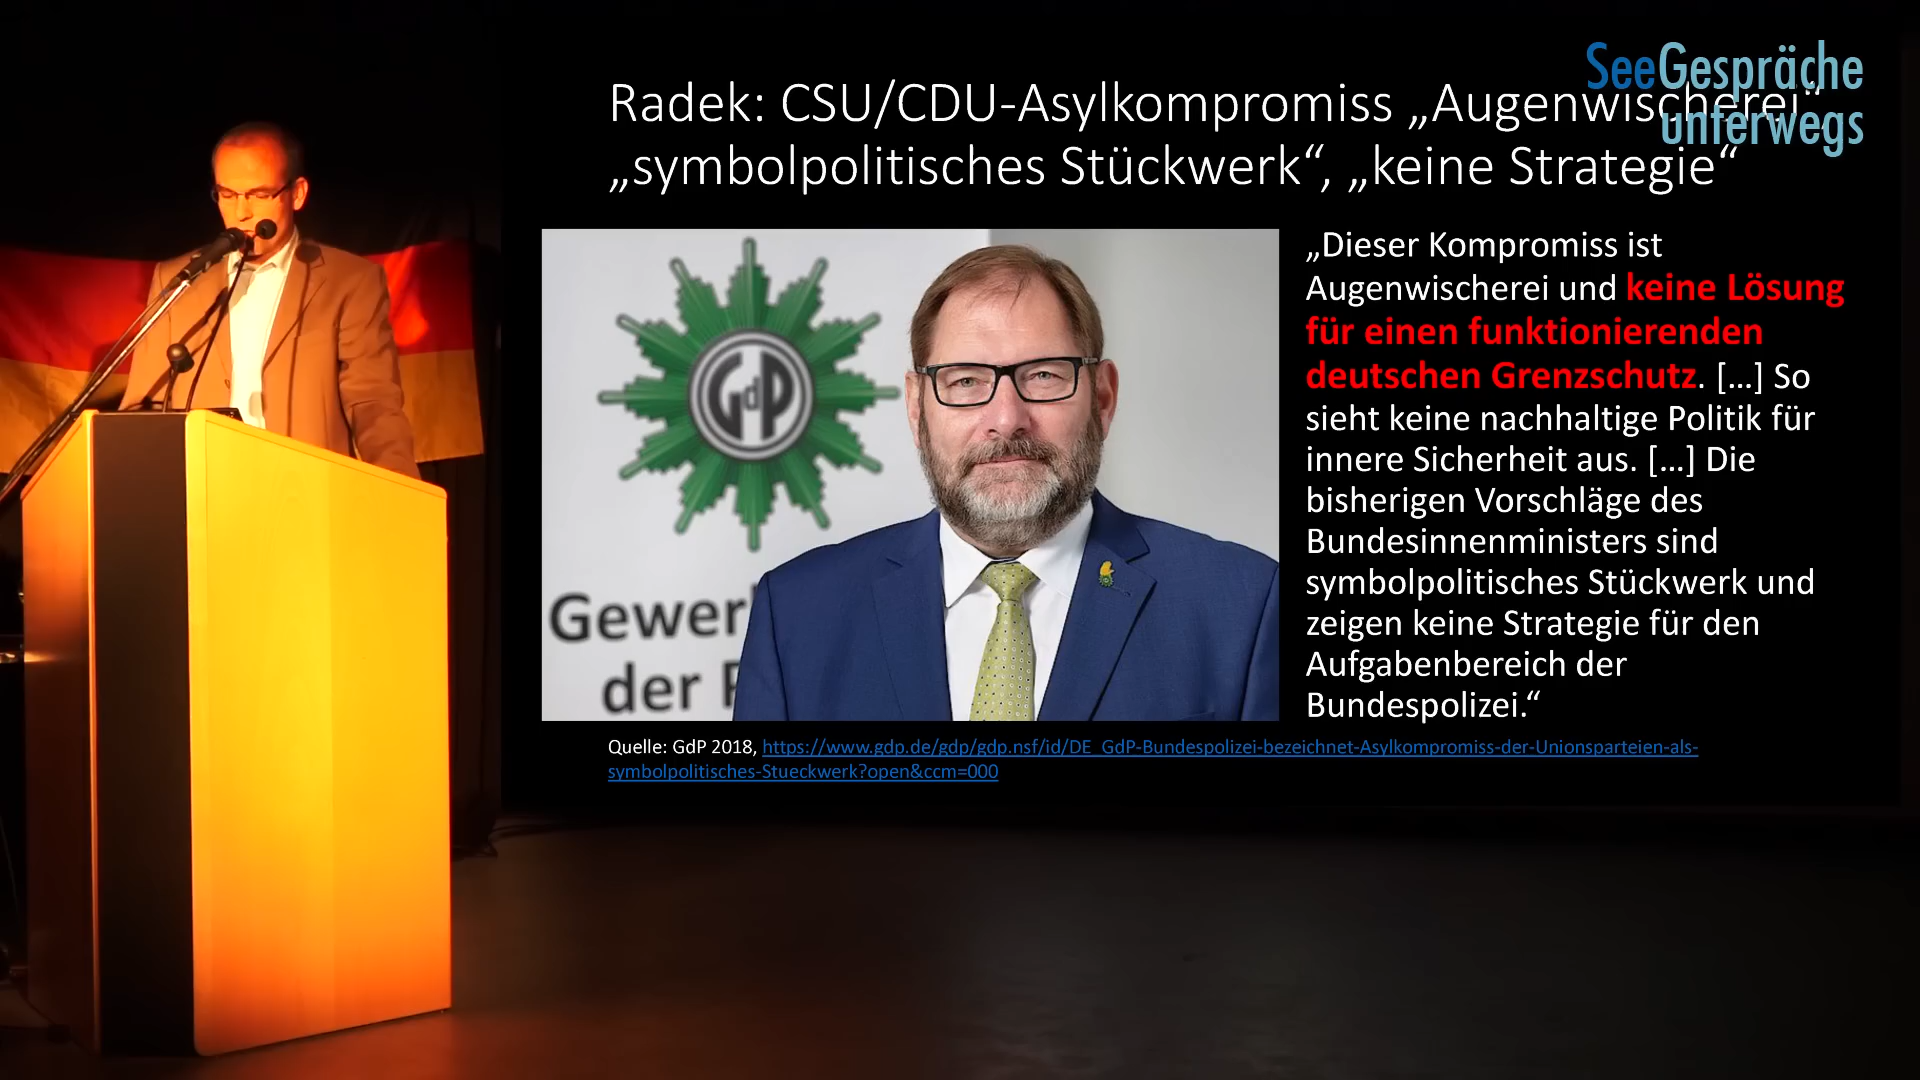 SeeGespräche
unterwegs
Radek: CSU/CDU-Asylkompromiss „Augenwischerei“,
„symbolpolitisches Stückwerk“, „keine Strategie“
GdP
Gewer
der P
„Dieser Kompromiss ist
Augenwischerei und keine Lösung
für einen funktionierenden
deutschen Grenzschutz. [...] So
sieht keine nachhaltige Politik für
innere Sicherheit aus. [...] Die
bisherigen Vorschläge des
Bundesinnenministers sind
symbolpolitisches Stückwerk und
zeigen keine Strategie für den
Aufgabenbereich der
Bundespolizei.“
Quelle: GdP 2018, https://www.gdp.de/gdp/gdp.nsf/id/DE_GdP-Bundespolizei-bezeichnet-Asylkompromiss-der-Unionsparteien-als-
symbolpolitisches-Stueckwerk?open&ccm=000